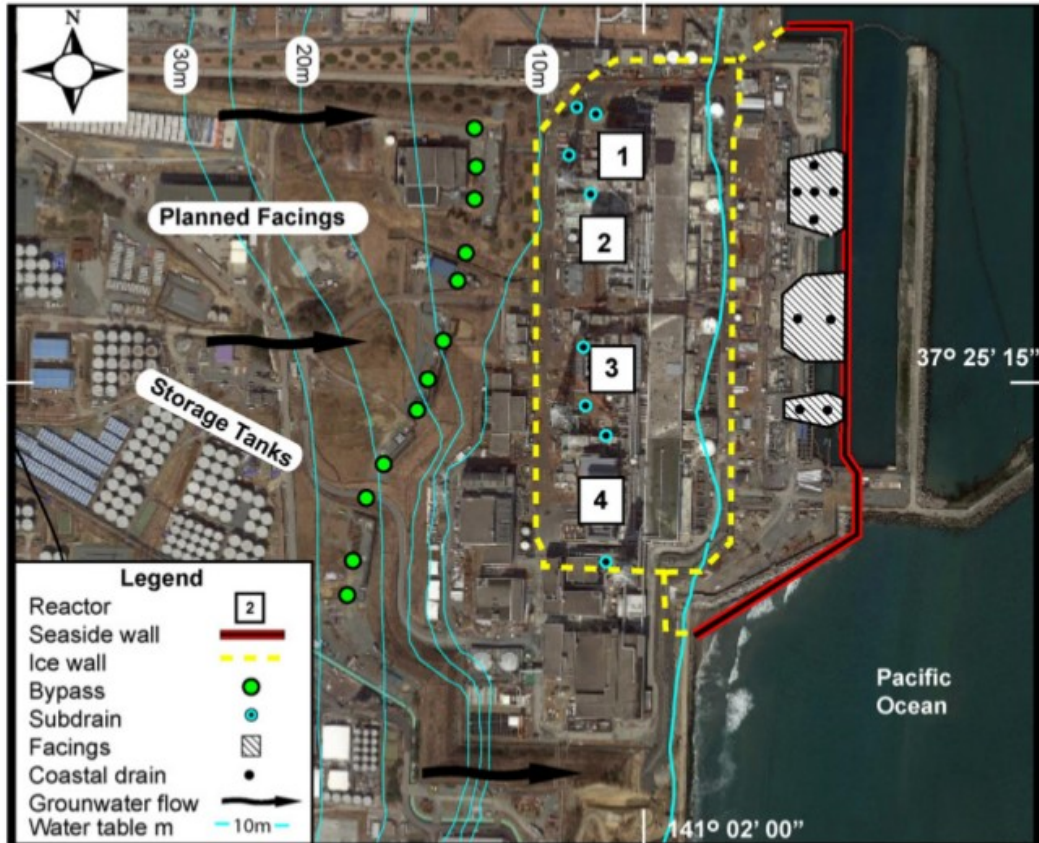 N
30m
20m
10m
Planned Facings
Storage Tanks
1
2
3
4
37º 25' 15”
Pacific
Ocean
141º 02' 00”
Legend
Reactor 2
Seaside wall
Ice wall
Bypass
Subdrain
Facings
Coastal drain
Grounwater flow
Water table m 10m